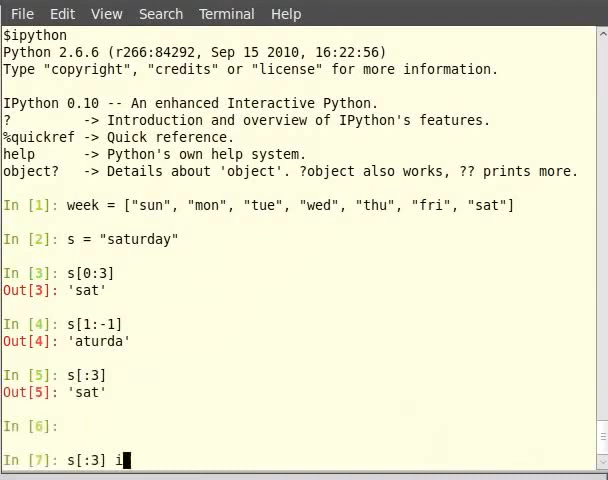 File Edit View Search Terminal Help
$ipython
Python 2.6.6 (r266:84292, Sep 15 2010, 16:22:56)
Type "copyright", "credits" or "license" for more information.
IPython 0.10 -- An enhanced Interactive Python.
?         -> Introduction and overview of IPython's features.
%quickref -> Quick reference.
help      -> Python's own help system.
object?   -> Details about 'object'. ?object also works, ?? prints more.
In [1]: week = ["sun", "mon", "tue", "wed", "thu", "fri", "sat"]
In [2]: s = "saturday"
In [3]: s[0:3]
Out[3]: 'sat'
In [4]: s[1:-1]
Out[4]: 'aturda'
In [5]: s[:3]
Out[5]: 'sat'
In [6]:
In [7]: s[:3] i